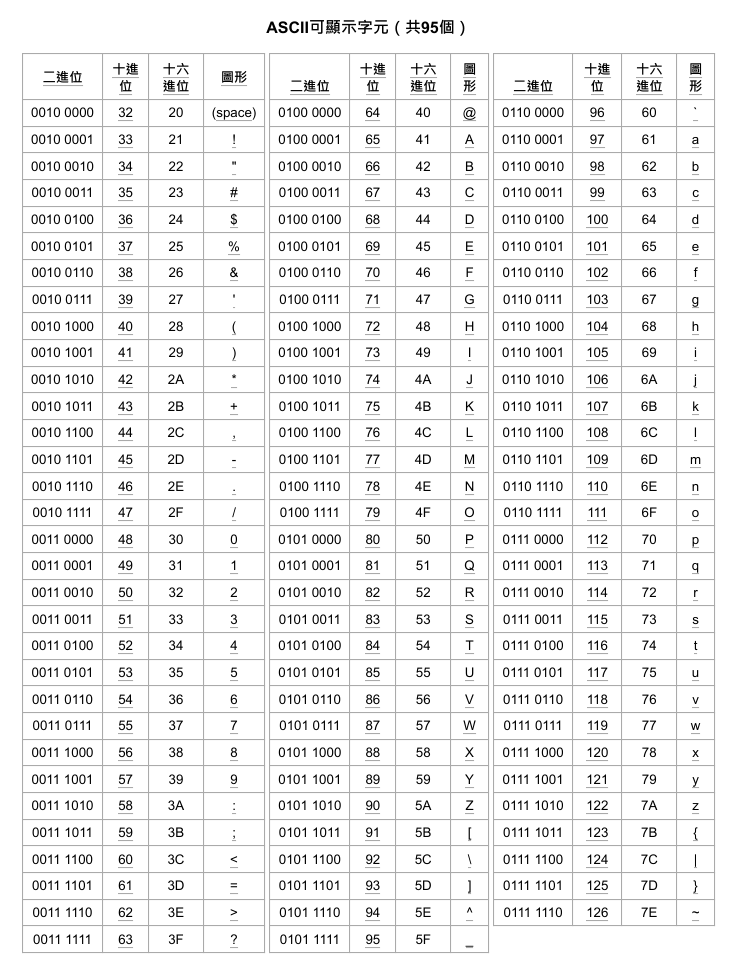 ASCII可顯示字元（共95個）
二進位 十進位 十六進位 圖形 二進位 十進位 十六進位 圖形 二進位 十進位 十六進位 圖形
0010 0000 32 20 (space) 0100 0000 64 40 @ 0110 0000 96 60 `
0010 0001 33 21 ! 0100 0001 65 41 A 0110 0001 97 61 a
0010 0010 34 22 " 0100 0010 66 42 B 0110 0010 98 62 b
0010 0011 35 23 # 0100 0011 67 43 C 0110 0011 99 63 c
0010 0100 36 24 $ 0100 0100 68 44 D 0110 0100 100 64 d
0010 0101 37 25 % 0100 0101 69 45 E 0110 0101 101 65 e
0010 0110 38 26 & 0100 0110 70 46 F 0110 0110 102 66 f
0010 0111 39 27 ' 0100 0111 71 47 G 0110 0111 103 67 g
0010 1000 40 28 ( 0100 1000 72 48 H 0110 1000 104 68 h
0010 1001 41 29 ) 0100 1001 73 49 I 0110 1001 105 69 i
0010 1010 42 2A * 0100 1010 74 4A J 0110 1010 106 6A j
0010 1011 43 2B + 0100 1011 75 4B K 0110 1011 107 6B k
0010 1100 44 2C , 0100 1100 76 4C L 0110 1100 108 6C l
0010 1101 45 2D - 0100 1101 77 4D M 0110 1101 109 6D m
0010 1110 46 2E . 0100 1110 78 4E N 0110 1110 110 6E n
0010 1111 47 2F / 0100 1111 79 4F O 0110 1111 111 6F o
0011 0000 48 30 0 0101 0000 80 50 P 0111 0000 112 70 p
0011 0001 49 31 1 0101 0001 81 51 Q 0111 0001 113 71 q
0011 0010 50 32 2 0101 0010 82 52 R 0111 0010 114 72 r
0011 0011 51 33 3 0101 0011 83 53 S 0111 0011 115 73 s
0011 0100 52 34 4 0101 0100 84 54 T 0111 0100 116 74 t
0011 0101 53 35 5 0101 0101 85 55 U 0111 0101 117 75 u
0011 0110 54 36 6 0101 0110 86 56 V 0111 0110 118 76 v
0011 0111 55 37 7 0101 0111 87 57 W 0111 0111 119 77 w
0011 1000 56 38 8 0101 1000 88 58 X 0111 1000 120 78 x
0011 1001 57 39 9 0101 1001 89 59 Y 0111 1001 121 79 y
0011 1010 58 3A : 0101 1010 90 5A Z 0111 1010 122 7A z
0011 1011 59 3B ; 0101 1011 91 5B [ 0111 1011 123 7B {
0011 1100 60 3C < 0101 1100 92 5C \ 0111 1100 124 7C |
0011 1101 61 3D = 0101 1101 93 5D ] 0111 1101 125 7D }
0011 1110 62 3E > 0101 1110 94 5E ^ 0111 1110 126 7E ~
0011 1111 63 3F ? 0101 1111 95 5F _